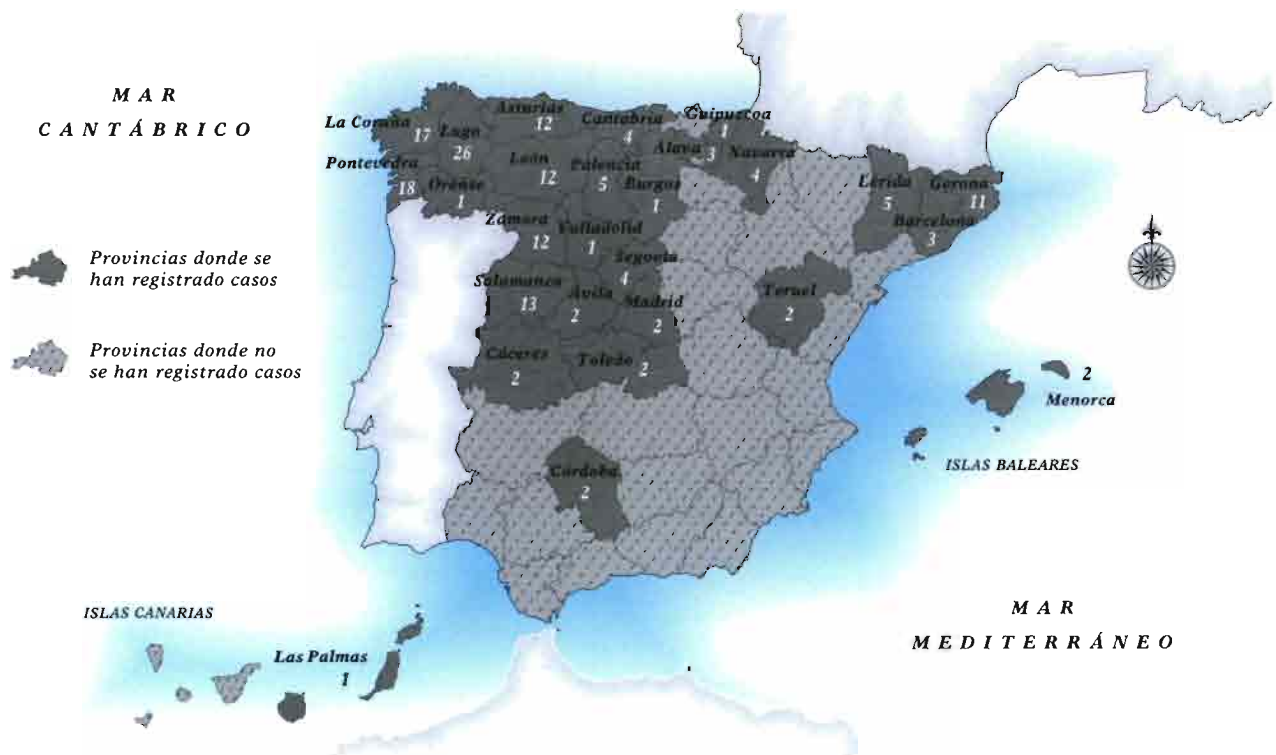 MAR
CANTÁBRICO
La Coruña
17
Lugo
26
Asturias
12
Cantabria
4
Guipuzcoa
1
Alava
3
Navarra
4
Pontevedra
18
Orense
1
León
12
Palencia
5
Burgos
1
Lérida
5
Gerona
11
Barcelona
3
Zamora
12
Valladolid
1
Segovia
4
Salamanca
13
Avila
2
Madrid
2
Teruel
2
Cáceres
2
Toledo
2
Córdoba
2
2
Menorca
ISLAS BALEARES
Provincias donde se
han registrado casos
Provincias donde no
se han registrado casos
ISLAS CANARIAS
Las Palmas
1
MAR
MEDITERRÁNEO